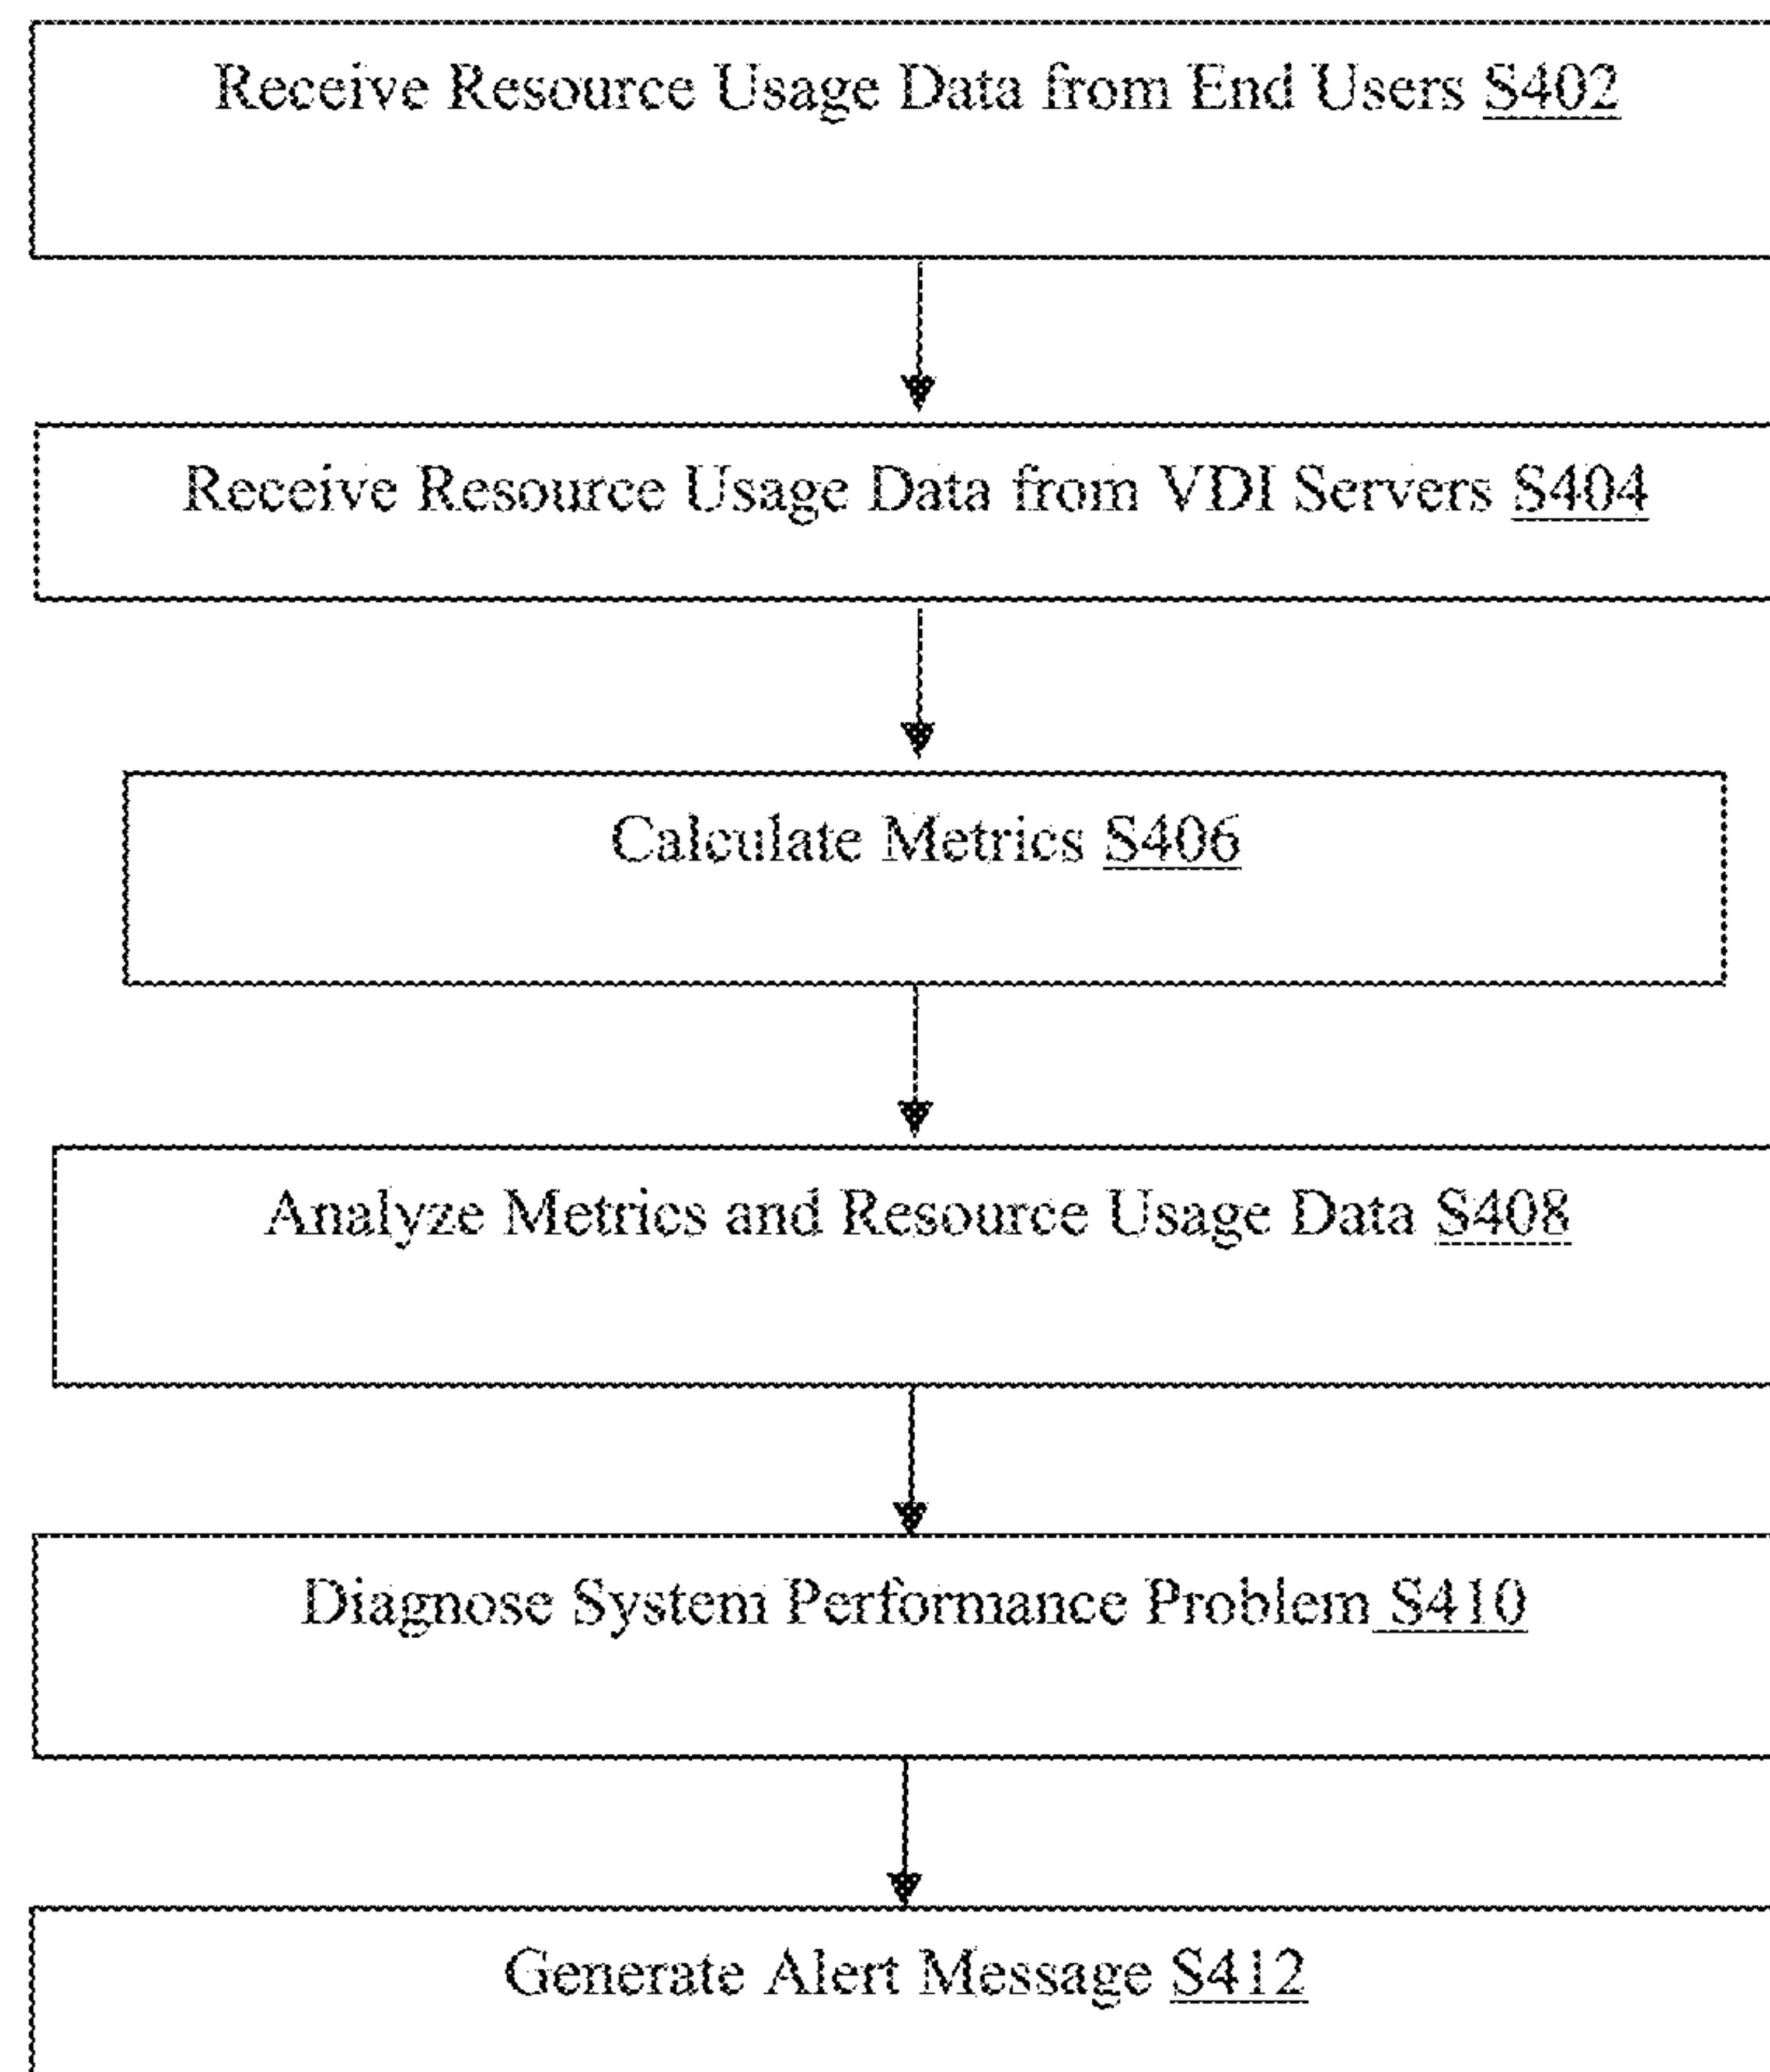 Receive Resource Usage Data from End Users S402
Receive Resource Usage Data from VDI Servers S404
Calculate Metrics S406
Analyze Metrics and Resource Usage Data S408
Diagnose System Performance Problem S410
Generate Alert Message S412